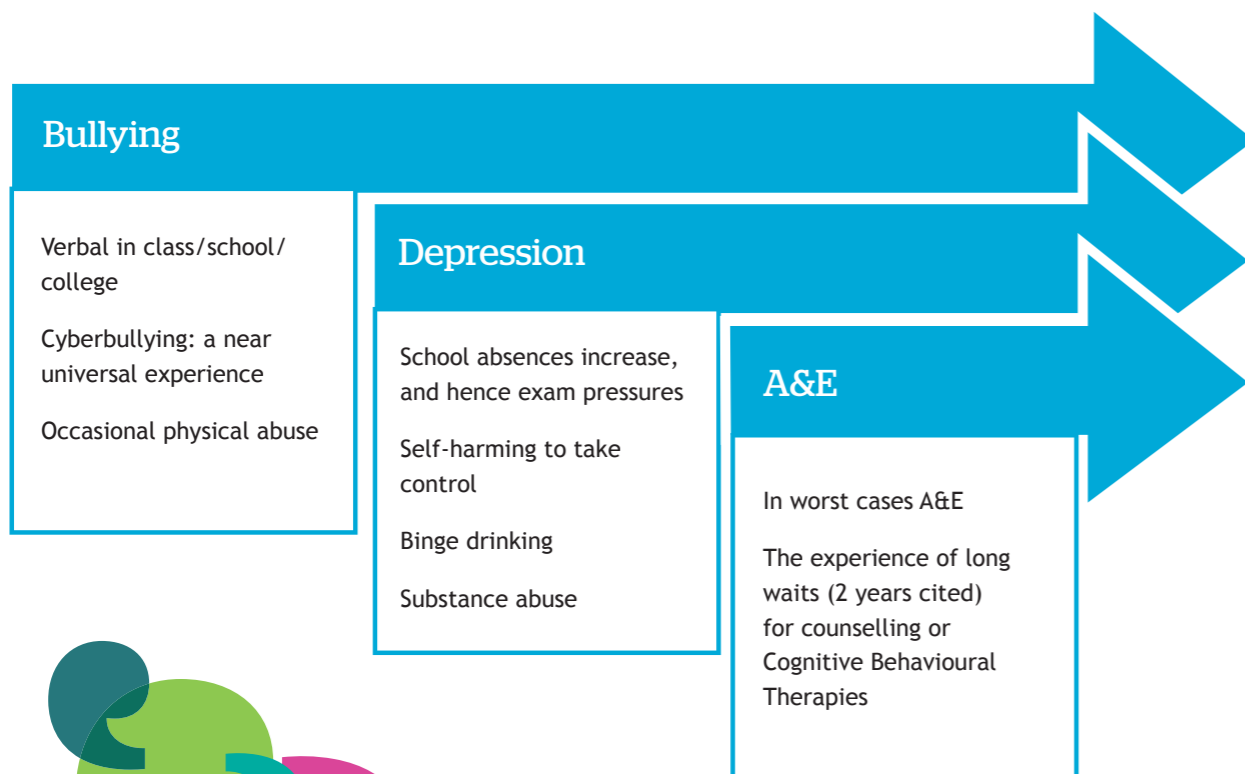 Bullying
Verbal in class/school/
college
Cyberbullying: a near
universal experience
Occasional physical abuse
Depression
School absences increase,
and hence exam pressures
Self-harming to take
control
Binge drinking
Substance abuse
A&E
In worst cases A&E
The experience of long
waits (2 years cited)
for counselling or
Cognitive Behavioural
Therapies